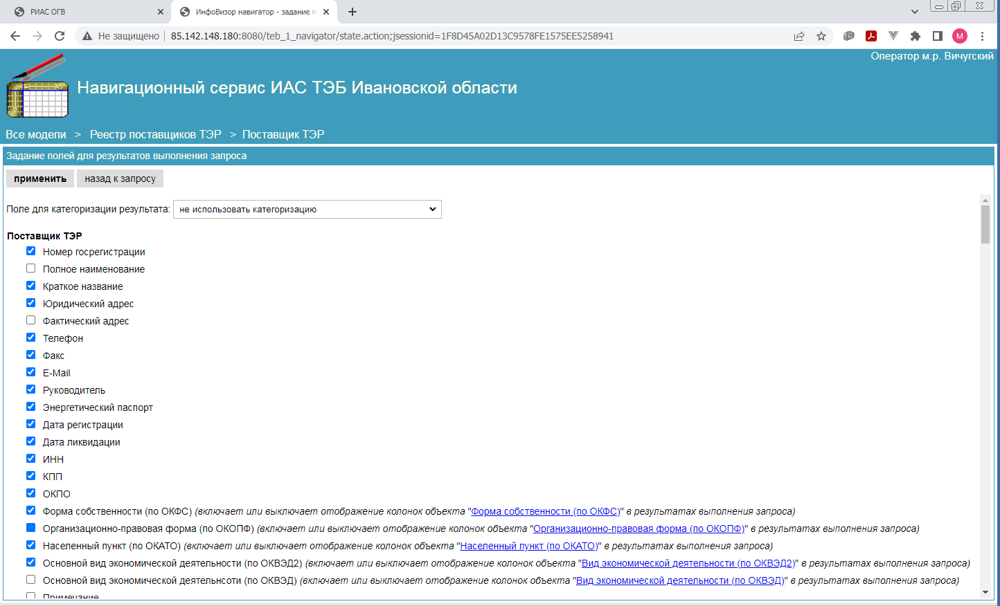 РИАС ОГВ
ИнфоВизор навигатор - задание п
Не защищено
85.142.148.180:8080/teb_1_navigator/state.action;jsessionid=1F8D45A02D13C9578FE1575EE5258941
M
Оператор м.р. Вичугский
Навигационный сервис ИАС ТЭБ Ивановской области
Все модели > Реестр поставщиков ТЭР > Поставщик ТЭР
Задание полей для результатов выполнения запроса
применить назад к запросу
Поле для категоризации результата: не использовать категоризацию
Поставщик ТЭР
Номер госрегистрации
Полное наименование
Краткое название
Юридический адрес
Фактический адрес
Телефон
Факс
E-Mail
Руководитель
Энергетический паспорт
Дата регистрации
Дата ликвидации
ИНН
КПП
ОКПО
Форма собственности (по ОКФС) (включает или выключает отображение колонок объекта "Форма собственности (по ОКФС)" в результатах выполнения запроса)
Организационно-правовая форма (по ОКОПФ) (включает или выключает отображение колонок объекта "Организационно-правовая форма (по ОКОПФ)" в результатах выполнения запроса)
Населенный пункт (по ОКАТО) (включает или выключает отображение колонок объекта "Населенный пункт (по ОКАТО)" в результатах выполнения запроса)
Основной вид экономической деятельности (по ОКВЭД2) (включает или выключает отображение колонок объекта "Вид экономической деятельности (по ОКВЭД2)" в результатах выполнения запроса)
Основной вид экономической деятельнсоти (по ОКВЭД) (включает или выключает отображение колонок объекта "Вид экономической деятельности (по ОКВЭД)" в результатах выполнения запроса)
Примечание